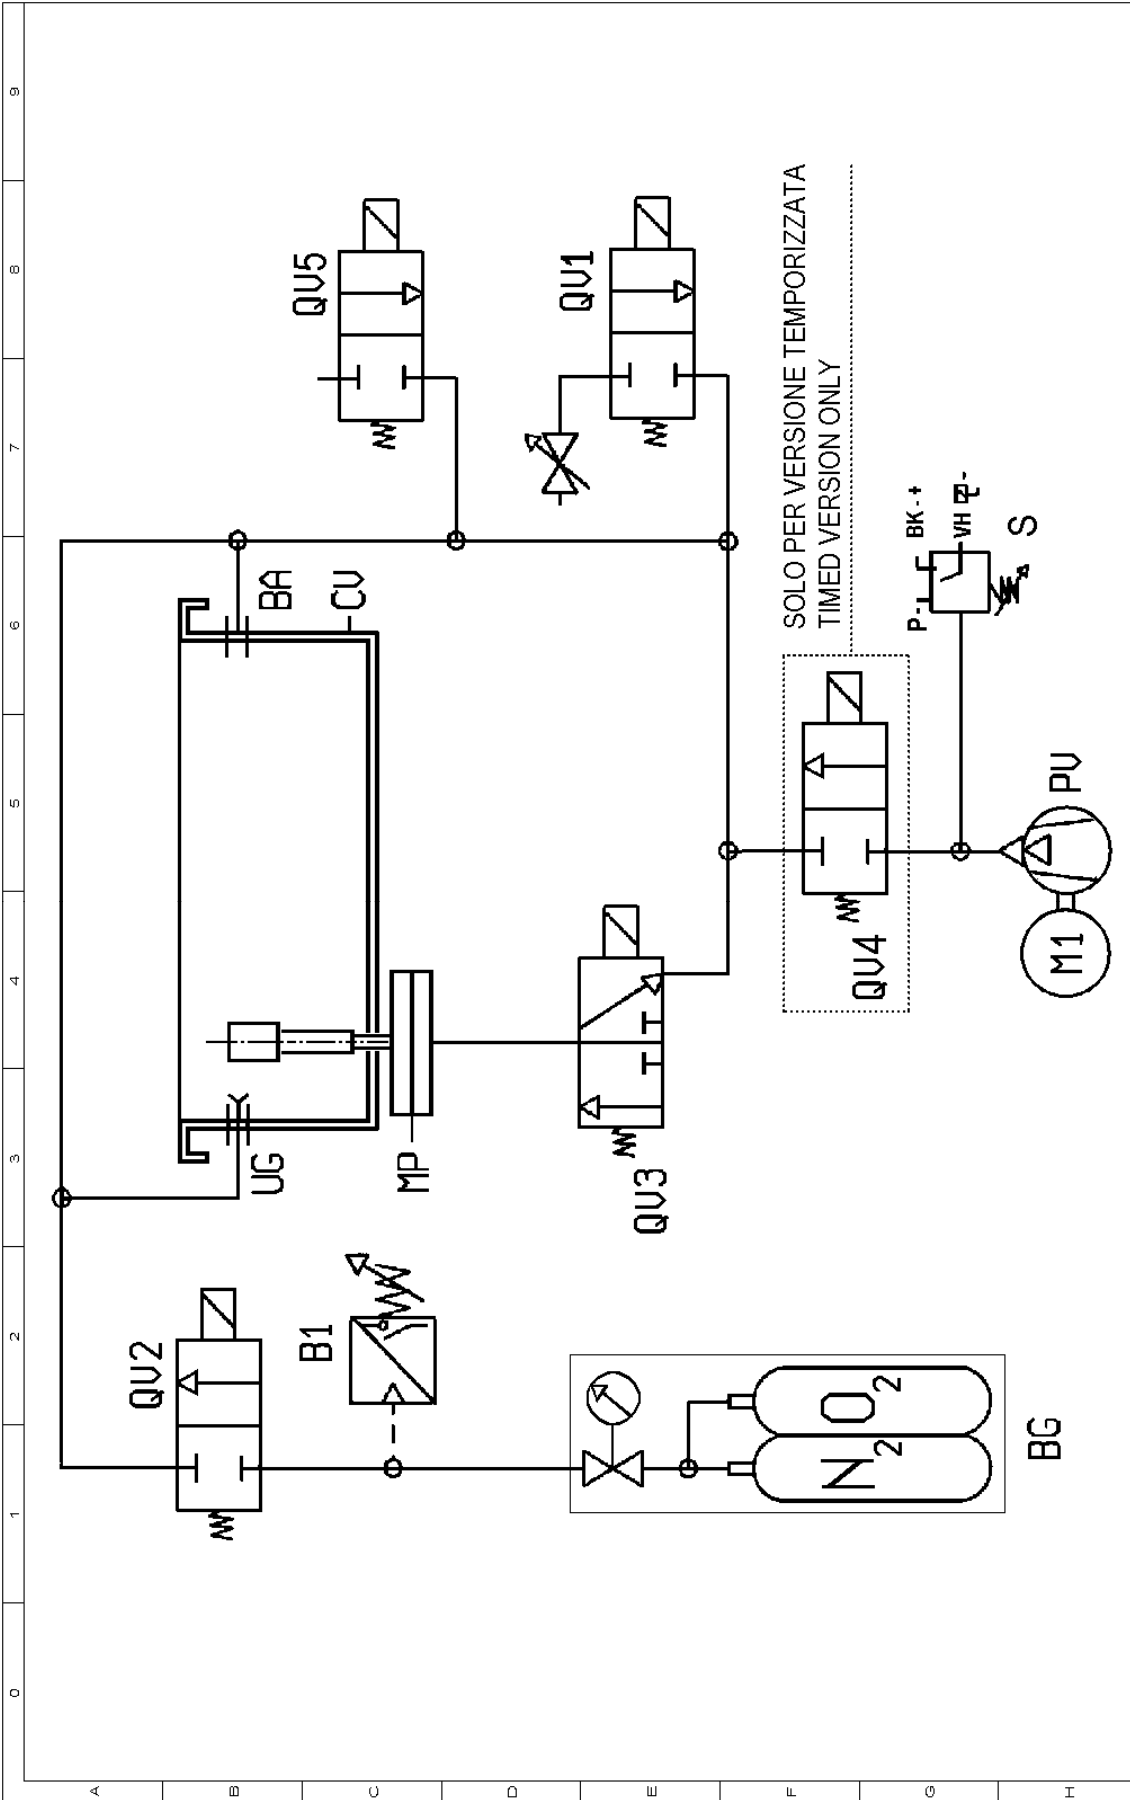 0
1
2
3
4
5
6
7
8
9
A
B
C
D
E
F
G
H
QV2
UG
BA
QV5
B1
MP
CV
QV1
QV3
SOLO PER VERSIONE TEMPORIZZATA
TIMED VERSION ONLY
N2
O2
QV4
P-
BK-+
VH
S
BG
M1
PV